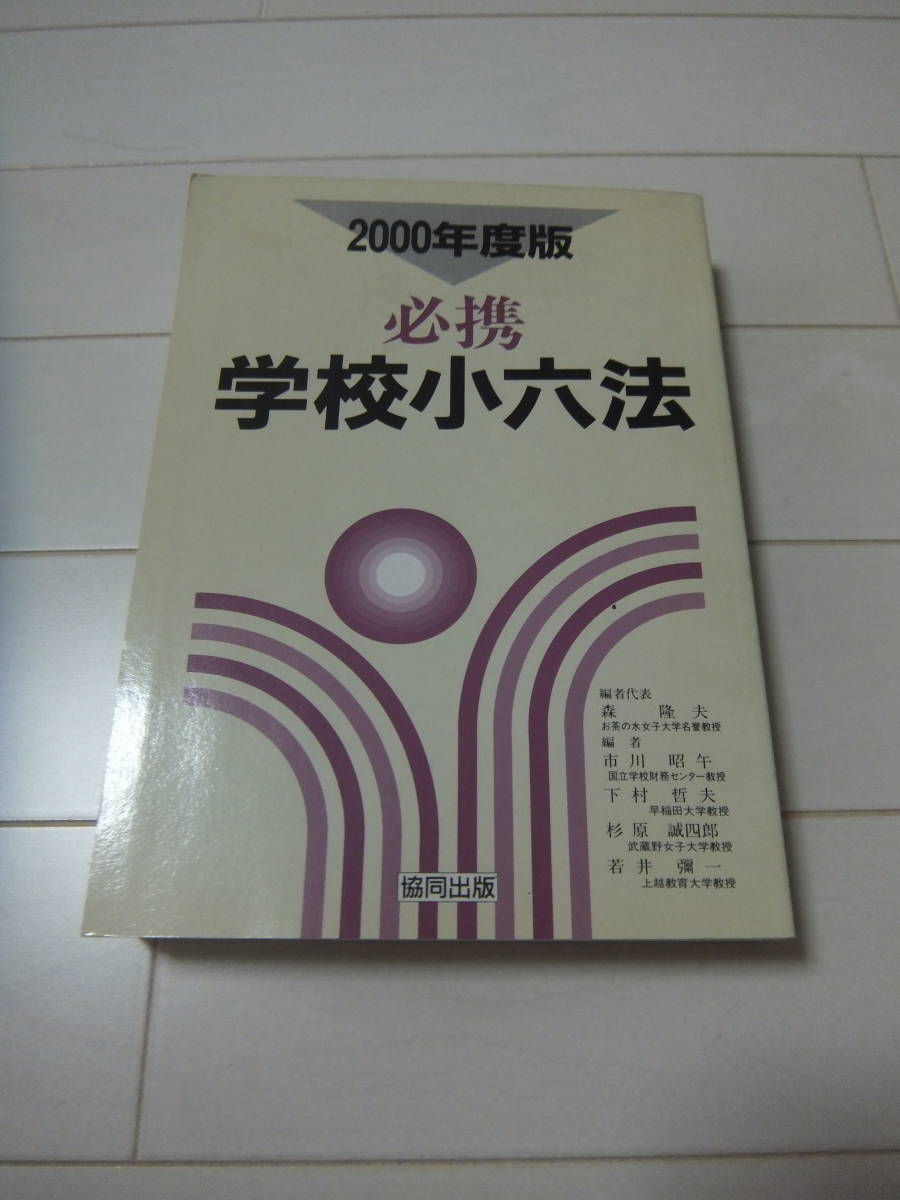 2000年度版
必携
学校小六法
編者代表
森 隆夫
お茶の水女子大学名誉教授
編者
市川 昭午
国立学校財務センター教授
下村 哲夫
早稲田大学教授
杉原 誠四郎
武蔵野女子大学教授
若井 彌一
上越教育大学教授
協同出版